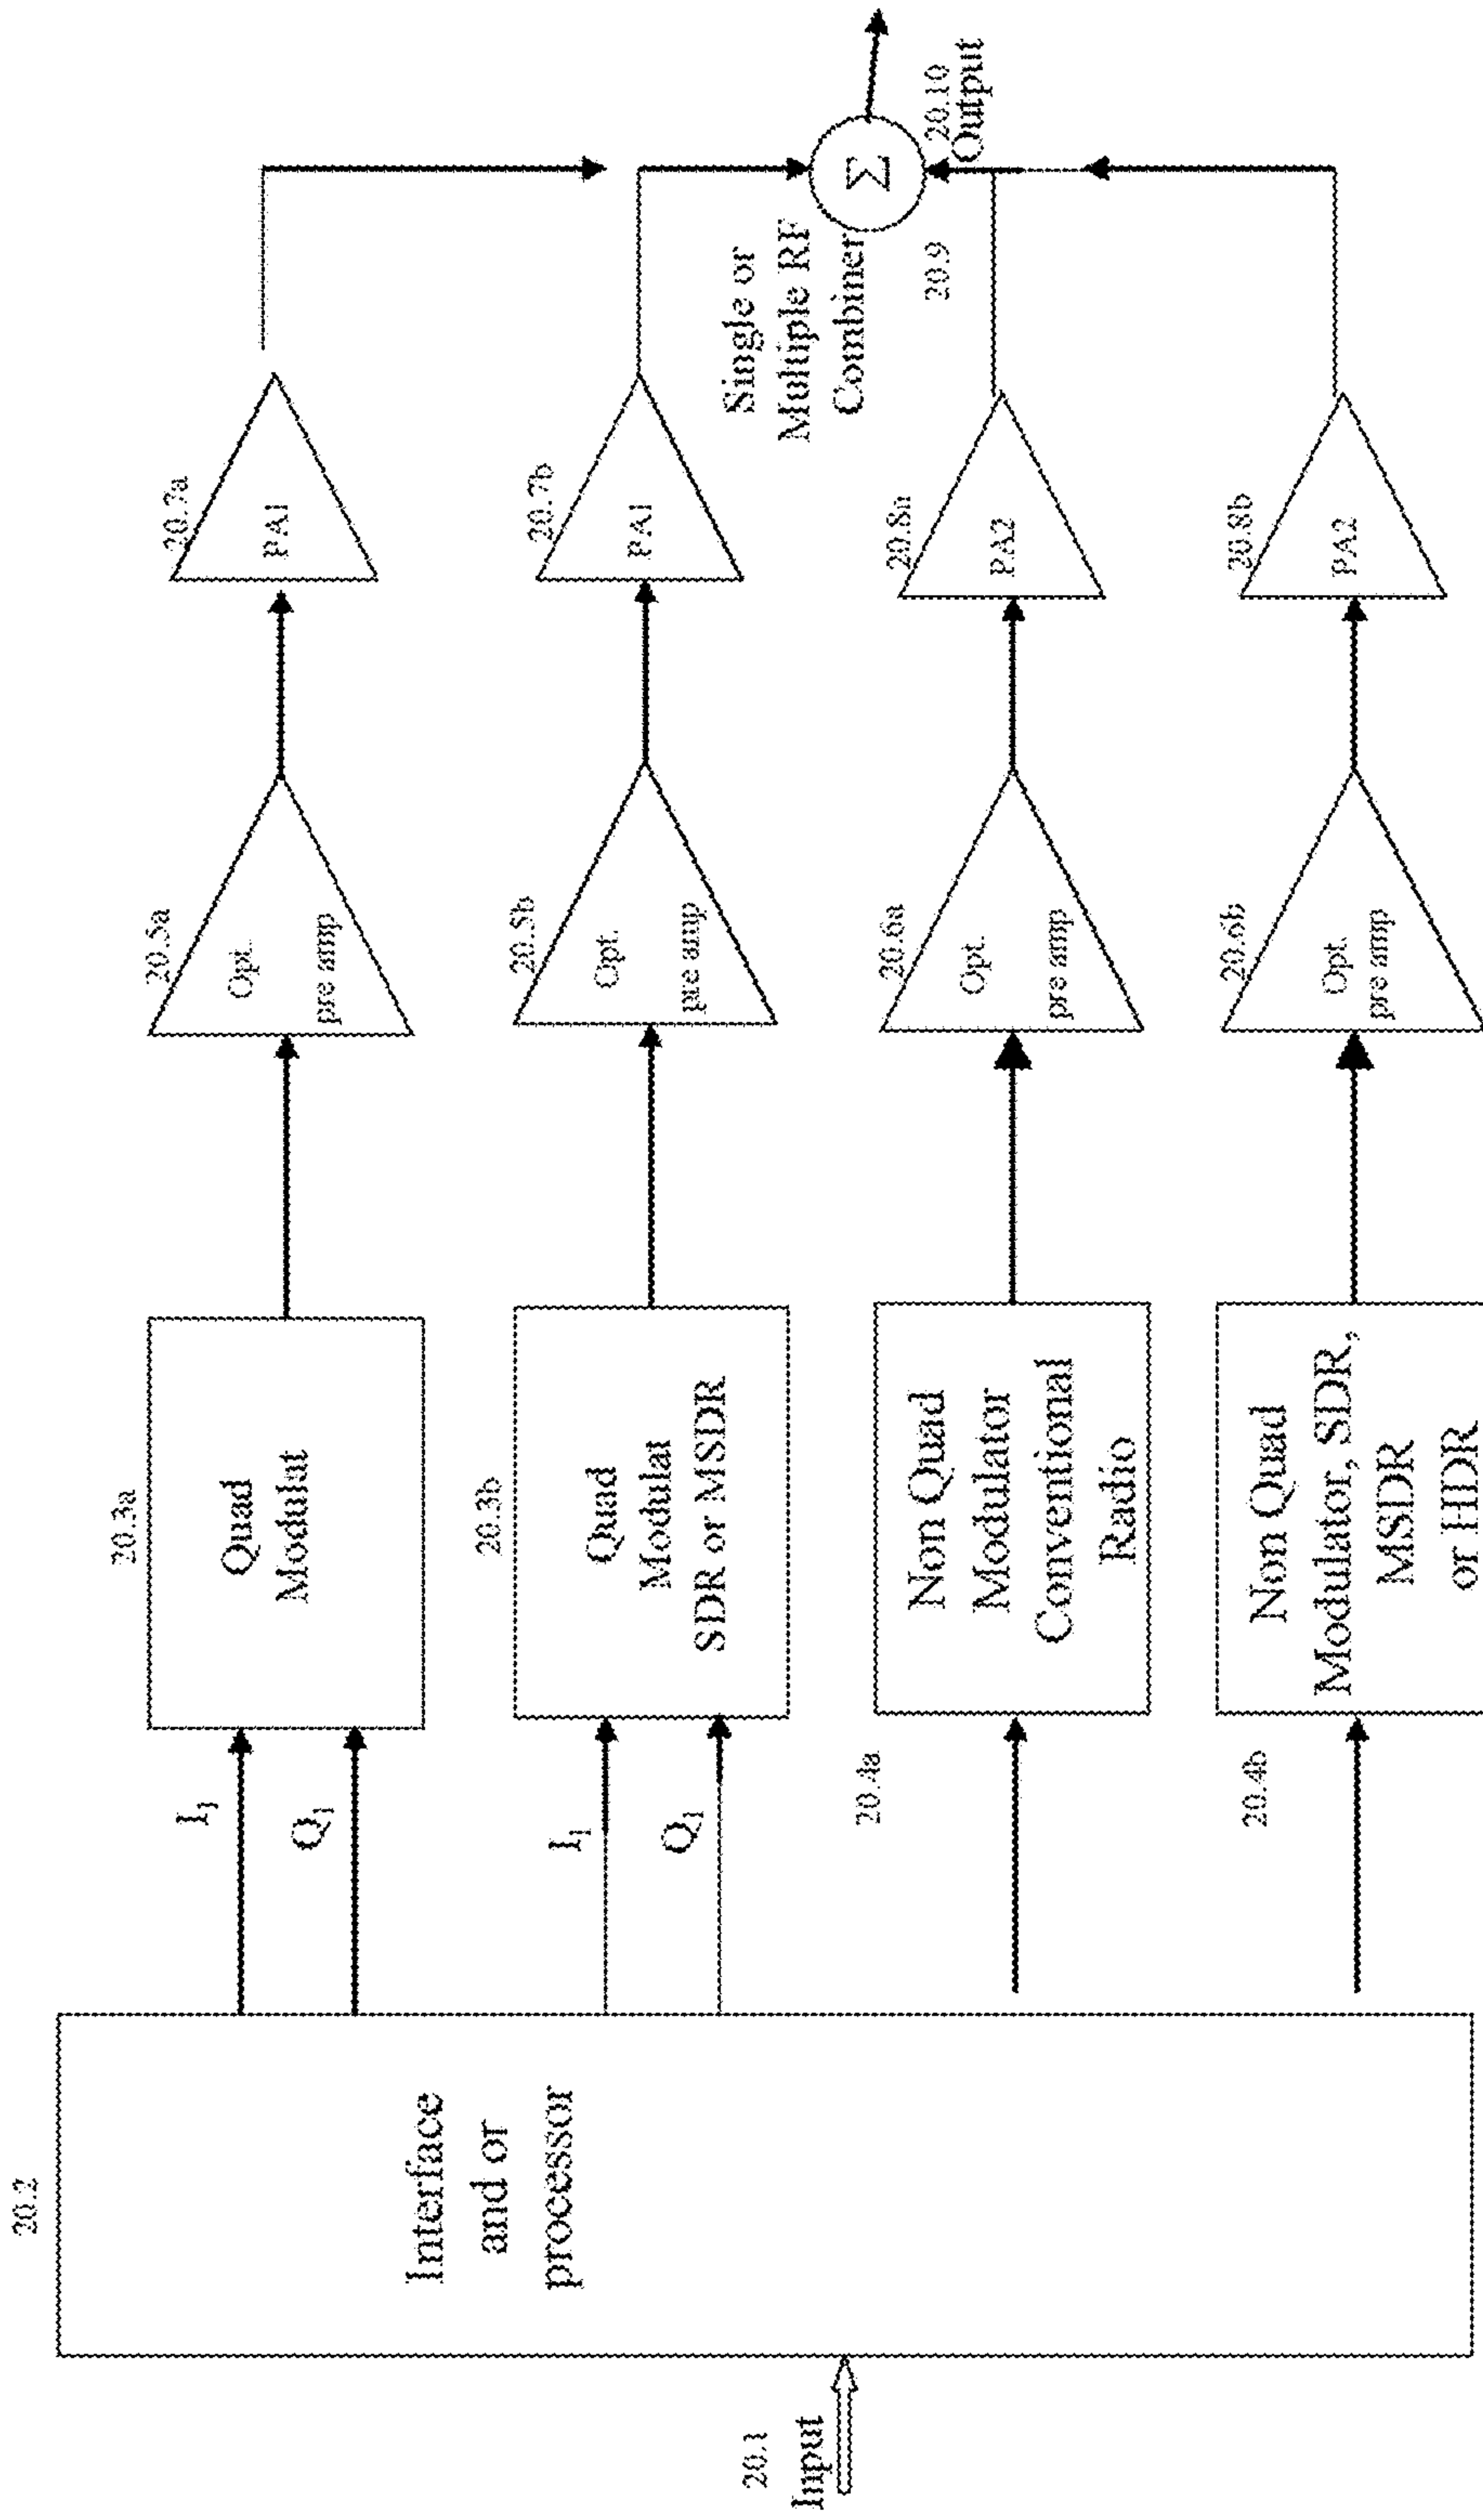 20.1
Input
20.2
Interface
and or
processor
I₁
Q₁
I₁
Q₁
20.4a
20.4b
20.3a
Quad
Modulat
20.3b
Quad
Modulat
SDR or MSDR
Non Quad
Modulator
Conventional
Radio
Non Quad
Modulator, SDR,
MSDR
or HDR
20.5a
Opt.
pre amp
20.5b
Opt.
pre amp
20.6a
Opt.
pre amp
20.6b
Opt.
pre amp
20.7a
PA1
20.7b
PA1
20.8a
PA2
20.8b
PA2
Single or
Multiple RF
Combiner
20.9
Σ
20.10
Output